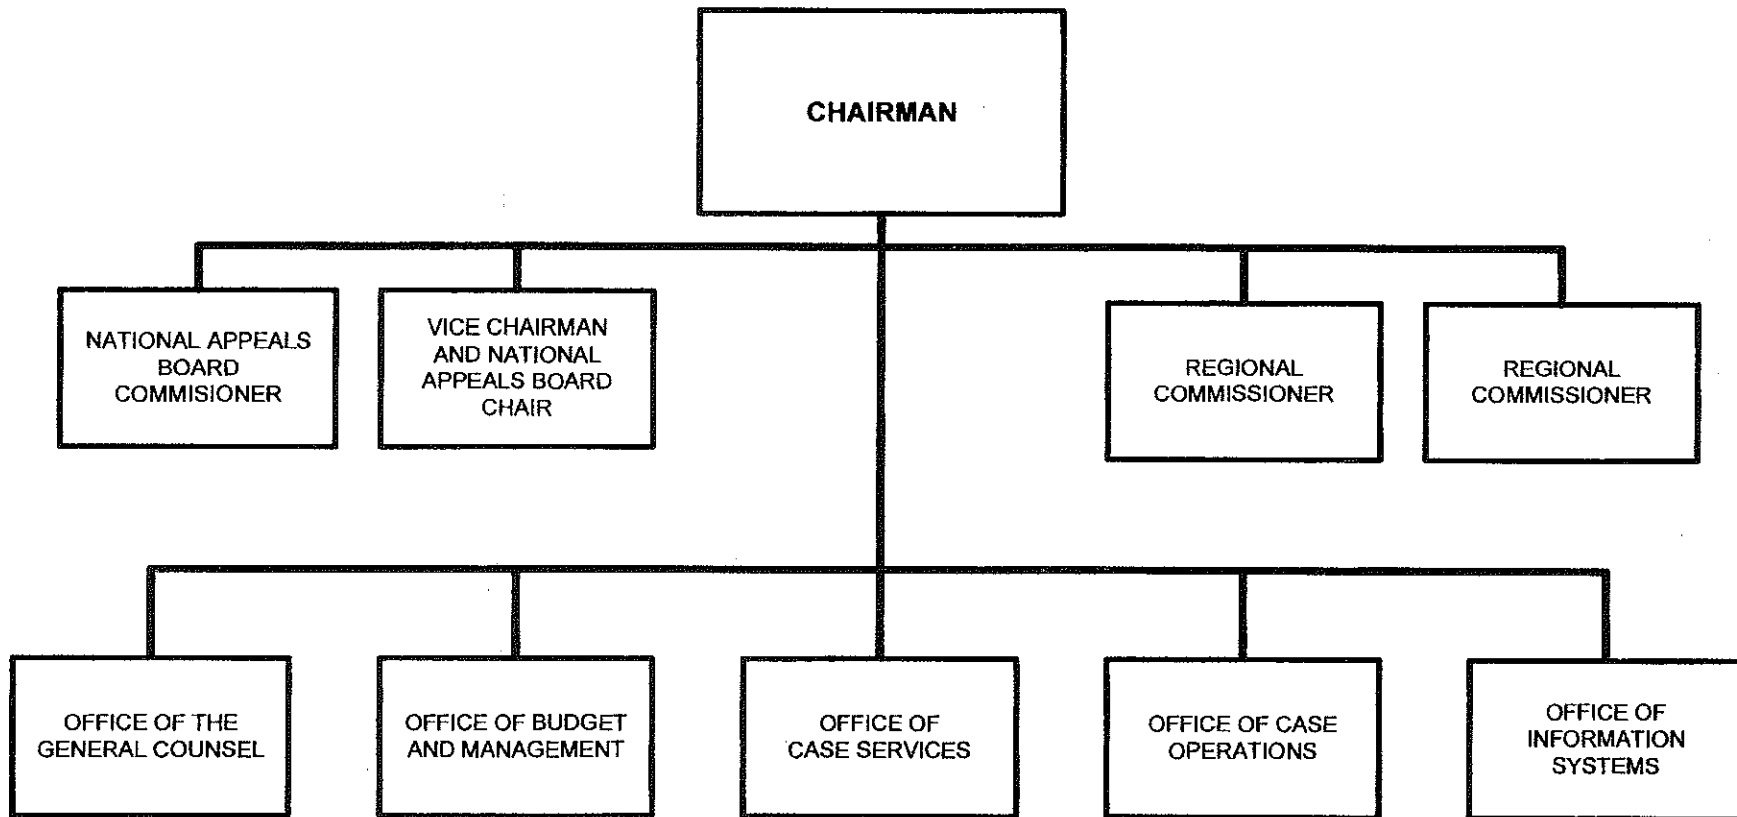 CHAIRMAN
NATIONAL APPEALS
BOARD
COMMISIONER
VICE CHAIRMAN
AND NATIONAL
APPEALS BOARD
CHAIR
REGIONAL
COMMISSIONER
REGIONAL
COMMISSIONER
OFFICE OF THE
GENERAL COUNSEL
OFFICE OF BUDGET
AND MANAGEMENT
OFFICE OF
CASE SERVICES
OFFICE OF CASE
OPERATIONS
OFFICE OF
INFORMATION
SYSTEMS